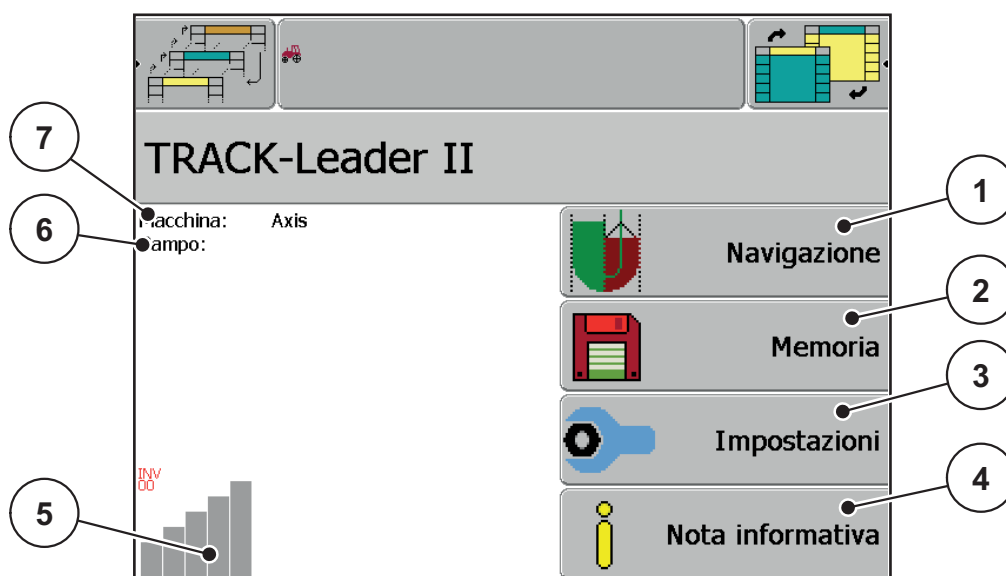 TRACK-Leader II
7
Macchina: Axis
6
Campo:
1
Navigazione
2
Memoria
3
Impostazioni
4
Nota informativa
INV
00
5